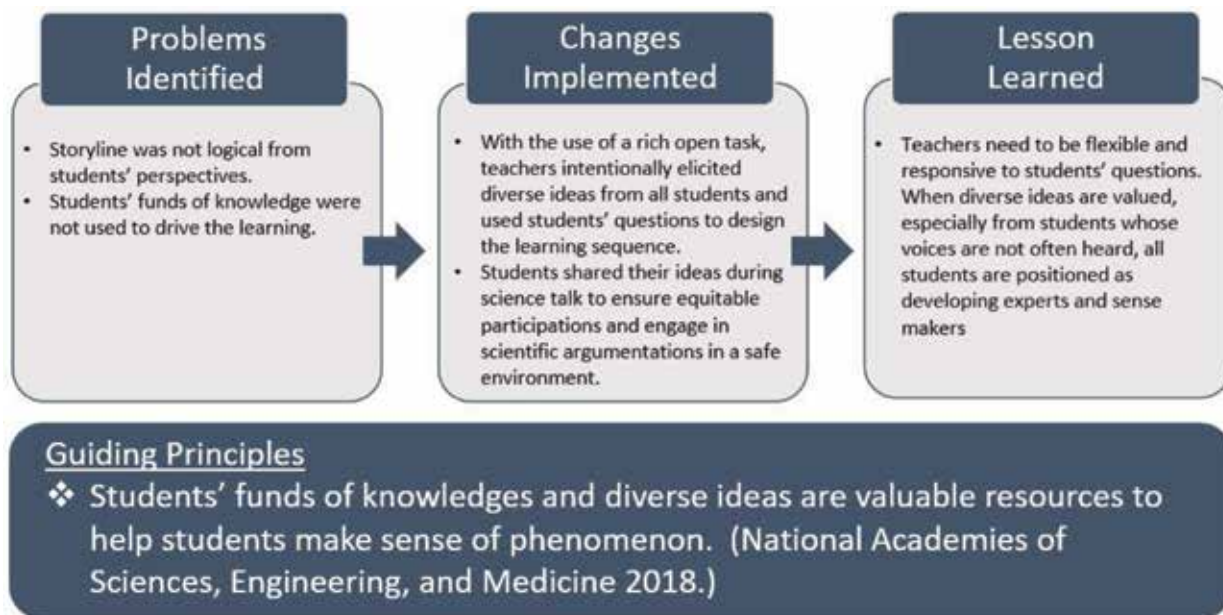 Problems
Identified
• Storyline was not logical from
students' perspectives.
• Students' funds of knowledge were
not used to drive the learning.
Changes
Implemented
• With the use of a rich open task,
teachers intentionally elicited
diverse ideas from all students and
used students' questions to design
the learning sequence.
• Students shared their ideas during
science talk to ensure equitable
participations and engage in
scientific argumentations in a safe
environment.
Lesson
Learned
• Teachers need to be flexible and
responsive to students' questions.
When diverse ideas are valued,
especially from students whose
voices are not often heard, all
students are positioned as
developing experts and sense
makers
Guiding Principles
❖ Students' funds of knowledges and diverse ideas are valuable resources to
help students make sense of phenomenon. (National Academies of
Sciences, Engineering, and Medicine 2018.)